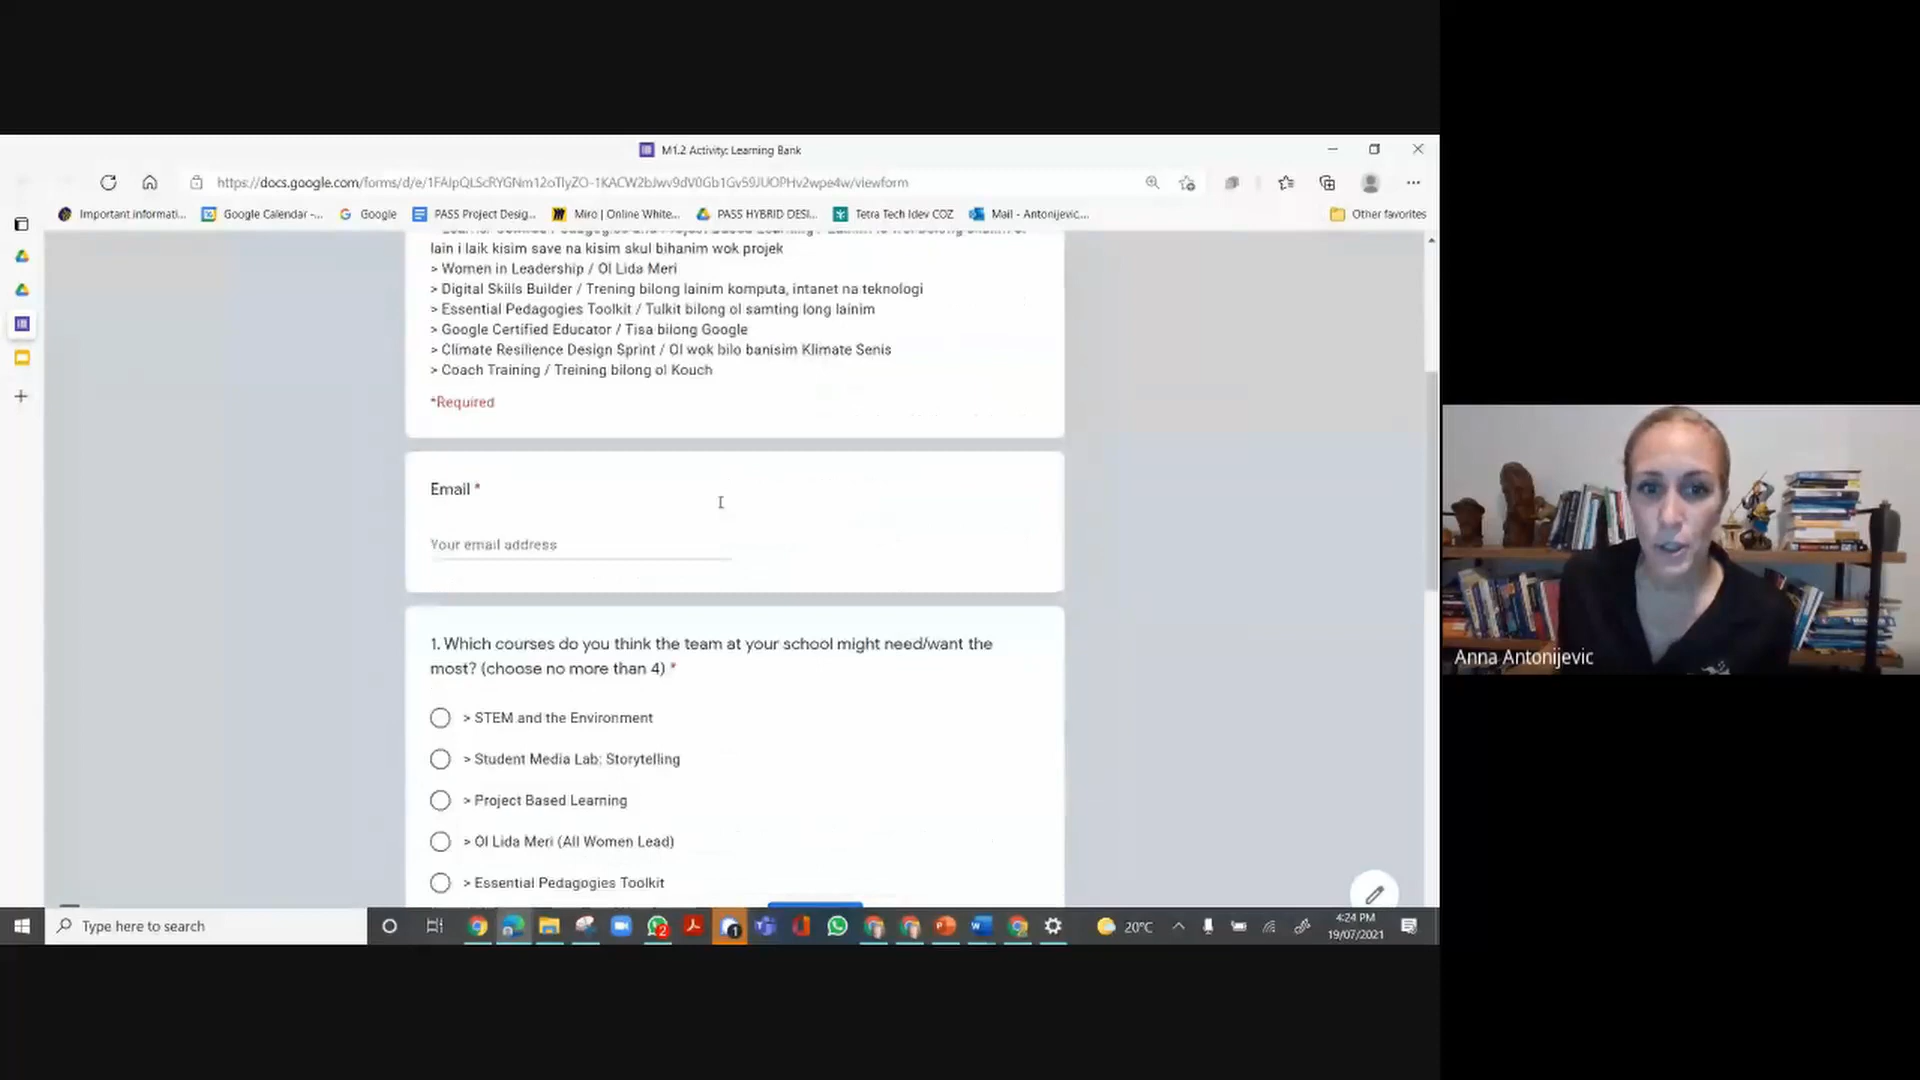 M1.2 Activity: Learning Bank
https://docs.google.com/forms/d/e/1FAIpQLScRYGNm12oTlyZO-1KACW2bJwv9dV0Gb1Gv59JUOPHv2wpe4w/viewform
Important informati... Google Calendar -... Google PASS Project Desig... Miro | Online White... PASS HYBRID DESI... Tetra Tech Idev COZ Mail - Antonijevic,... Other favorites
lain i laik kisim save na kisim skul bihanim wok projek
> Women in Leadership / Ol Lida Meri
> Digital Skills Builder / Trening bilong lainim komputa, intanet na teknologi
> Essential Pedagogies Toolkit / Tulkit bilong ol samting long lainim
> Google Certified Educator / Tisa bilong Google
> Climate Resilience Design Sprint / Ol wok bilo banisim Klimate Senis
> Coach Training / Treining bilong ol Kouch
*Required
Email *
Your email address
1. Which courses do you think the team at your school might need/want the
most? (choose no more than 4) *
> STEM and the Environment
> Student Media Lab: Storytelling
> Project Based Learning
> Ol Lida Meri (All Women Lead)
> Essential Pedagogies Toolkit
Type here to search
2
1
20°C
4:24 PM
19/07/2021
Anna Antonijevic